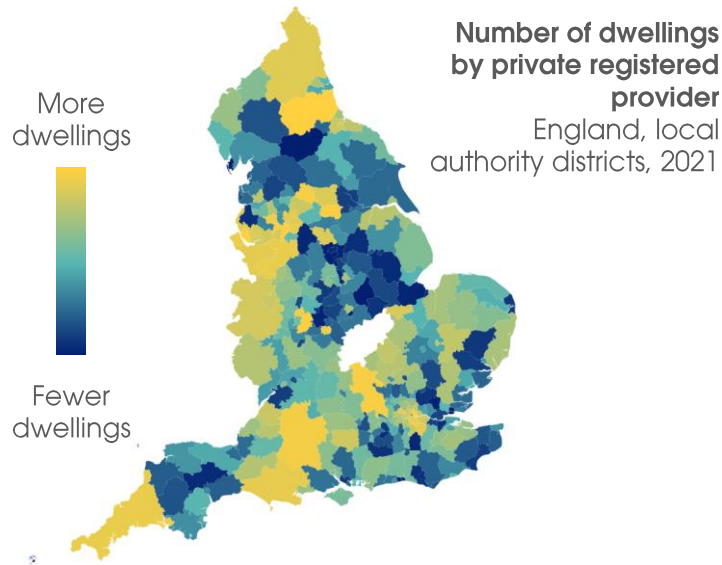 Number of dwellings
by private registered
provider
England, local
authority districts, 2021
More
dwellings
Fewer
dwellings